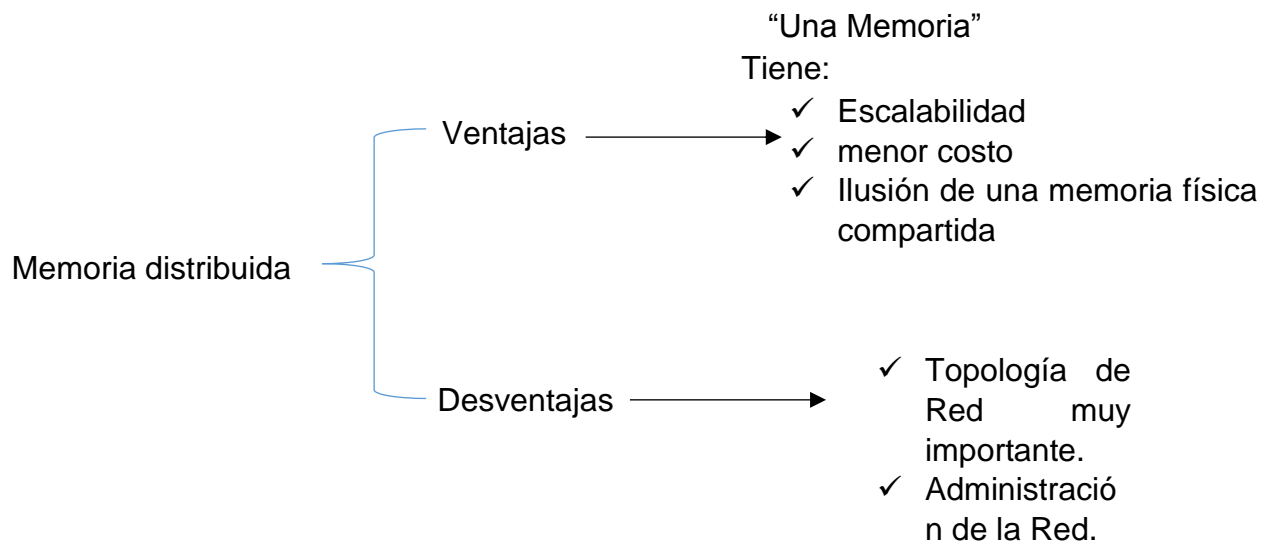 “Una Memoria”
Tiene:
✓ Escalabilidad
✓ menor costo
✓ Ilusión de una memoria física
compartida
Ventajas
Memoria distribuida
Desventajas
✓ Topología de
Red muy
importante.
✓ Administració
n de la Red.